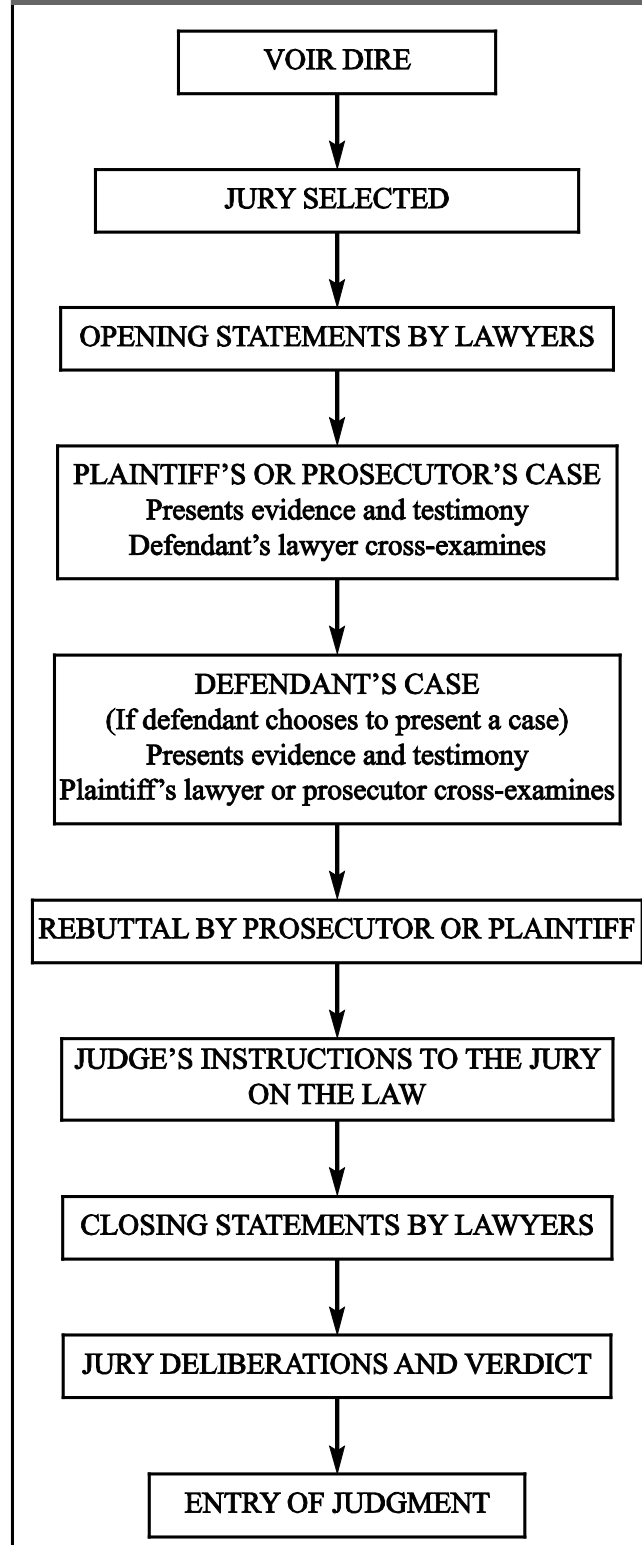 VOIR DIRE
JURY SELECTED
OPENING STATEMENTS BY LAWYERS
PLAINTIFF’S OR PROSECUTOR’S CASE
Presents evidence and testimony
Defendant’s lawyer cross-examines
DEFENDANT’S CASE
(If defendant chooses to present a case)
Presents evidence and testimony
Plaintiff’s lawyer or prosecutor cross-examines
REBUTTAL BY PROSECUTOR OR PLAINTIFF
JUDGE’S INSTRUCTIONS TO THE JURY
ON THE LAW
CLOSING STATEMENTS BY LAWYERS
JURY DELIBERATIONS AND VERDICT
ENTRY OF JUDGMENT